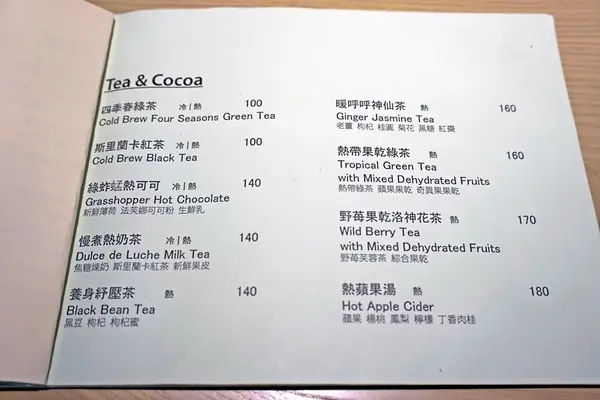 Tea & Cocoa
四季春綠茶 冷|熱 100
Cold Brew Four Seasons Green Tea
斯里蘭卡紅茶 冷|熱 100
Cold Brew Black Tea
綠蚱蜢熱可可 冷|熱 140
Grasshopper Hot Chocolate
新鮮薄荷 法芙娜可可粉 生鮮乳
慢煮熱奶茶 冷|熱 140
Dulce de Luche Milk Tea
焦糖煉奶 斯里蘭卡紅茶 新鮮果皮
養身紓壓茶 熱 140
Black Bean Tea
黑豆 枸杞 枸杞蜜
暖呼呼神仙茶 熱 160
Ginger Jasmine Tea
老薑 枸杞 桂圓 菊花 黑糖 紅棗
熱帶果乾綠茶 熱 160
Tropical Green Tea
with Mixed Dehydrated Fruits
熱帶綠茶 蘋果果乾 奇異果果乾
野莓果乾洛神花茶 熱 170
Wild Berry Tea
with Mixed Dehydrated Fruits
野莓芙蓉茶 綜合果乾
熱蘋果湯 熱 180
Hot Apple Cider
蘋果 楊桃 鳳梨 檸檬 丁香肉桂